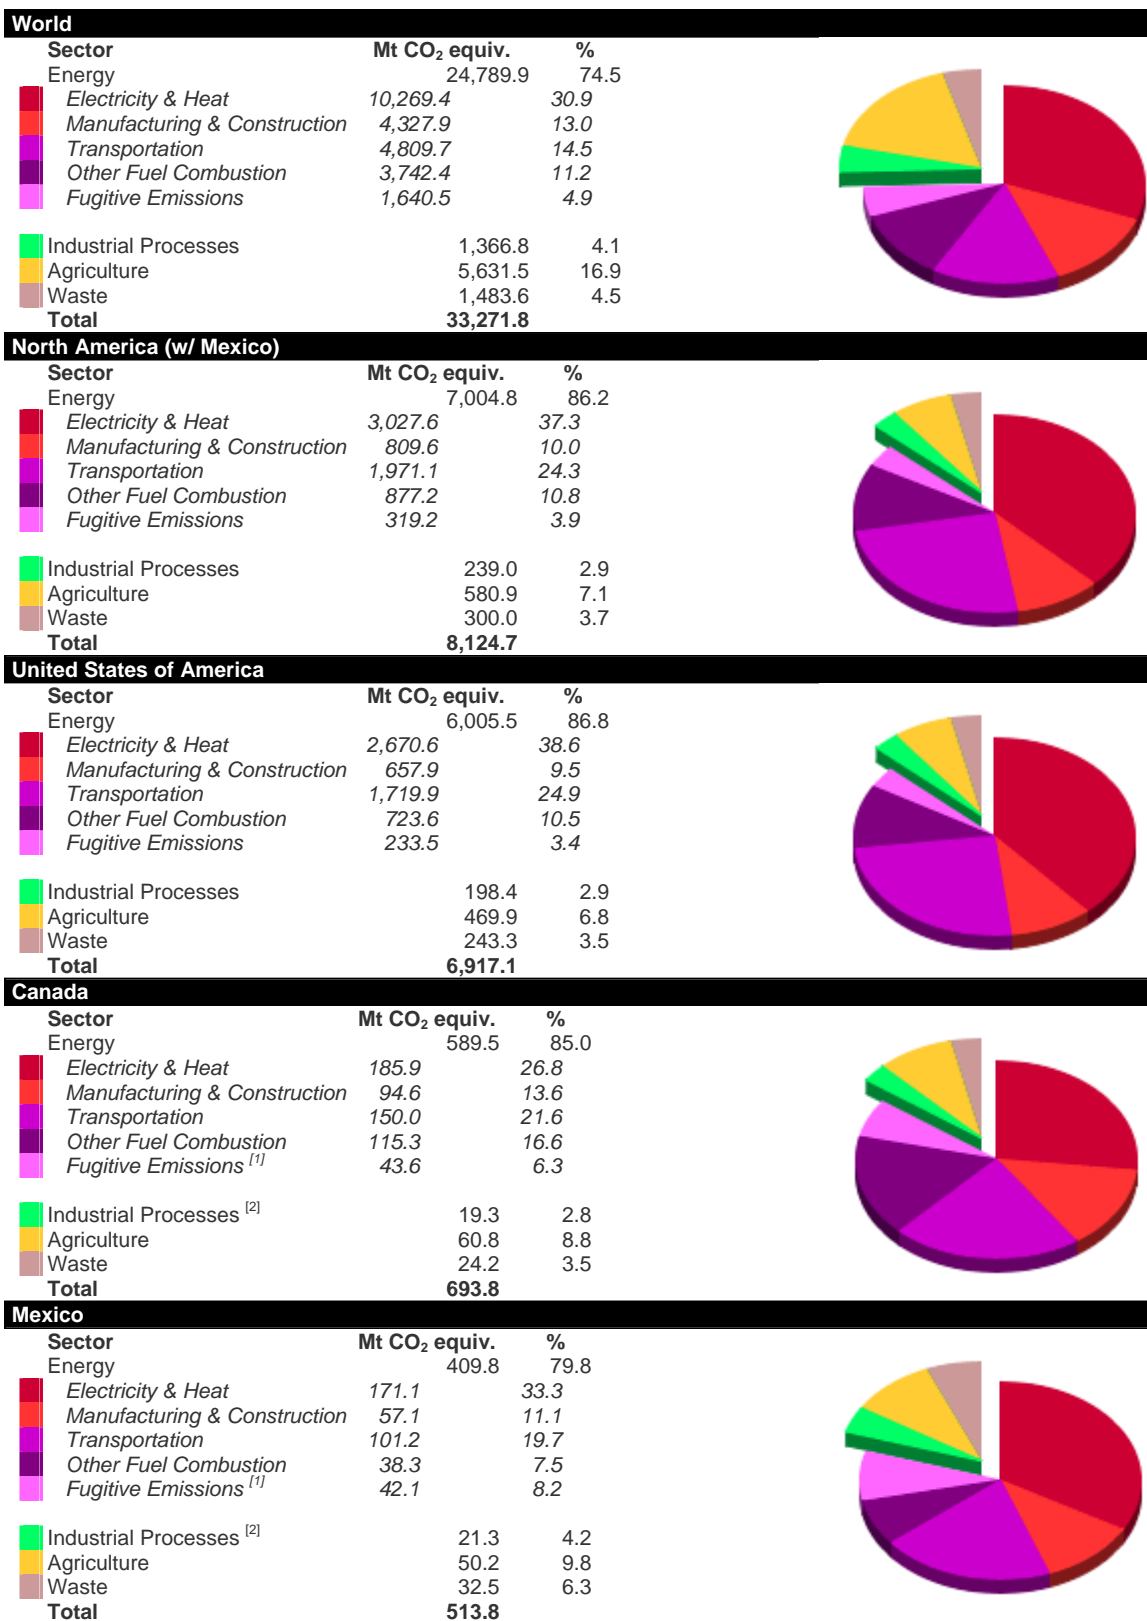 World
Sector Mt CO₂ equiv. %
Energy 24,789.9 74.5
Electricity & Heat 10,269.4 30.9
Manufacturing & Construction 4,327.9 13.0
Transportation 4,809.7 14.5
Other Fuel Combustion 3,742.4 11.2
Fugitive Emissions 1,640.5 4.9
Industrial Processes 1,366.8 4.1
Agriculture 5,631.5 16.9
Waste 1,483.6 4.5
Total 33,271.8
North America (w/ Mexico)
Sector Mt CO₂ equiv. %
Energy 7,004.8 86.2
Electricity & Heat 3,027.6 37.3
Manufacturing & Construction 809.6 10.0
Transportation 1,971.1 24.3
Other Fuel Combustion 877.2 10.8
Fugitive Emissions 319.2 3.9
Industrial Processes 239.0 2.9
Agriculture 580.9 7.1
Waste 300.0 3.7
Total 8,124.7
United States of America
Sector Mt CO₂ equiv. %
Energy 6,005.5 86.8
Electricity & Heat 2,670.6 38.6
Manufacturing & Construction 657.9 9.5
Transportation 1,719.9 24.9
Other Fuel Combustion 723.6 10.5
Fugitive Emissions 233.5 3.4
Industrial Processes 198.4 2.9
Agriculture 469.9 6.8
Waste 243.3 3.5
Total 6,917.1
Canada
Sector Mt CO₂ equiv. %
Energy 589.5 85.0
Electricity & Heat 185.9 26.8
Manufacturing & Construction 94.6 13.6
Transportation 150.0 21.6
Other Fuel Combustion 115.3 16.6
Fugitive Emissions [1] 43.6 6.3
Industrial Processes [2] 19.3 2.8
Agriculture 60.8 8.8
Waste 24.2 3.5
Total 693.8
Mexico
Sector Mt CO₂ equiv. %
Energy 409.8 79.8
Electricity & Heat 171.1 33.3
Manufacturing & Construction 57.1 11.1
Transportation 101.2 19.7
Other Fuel Combustion 38.3 7.5
Fugitive Emissions [1] 42.1 8.2
Industrial Processes [2] 21.3 4.2
Agriculture 50.2 9.8
Waste 32.5 6.3
Total 513.8